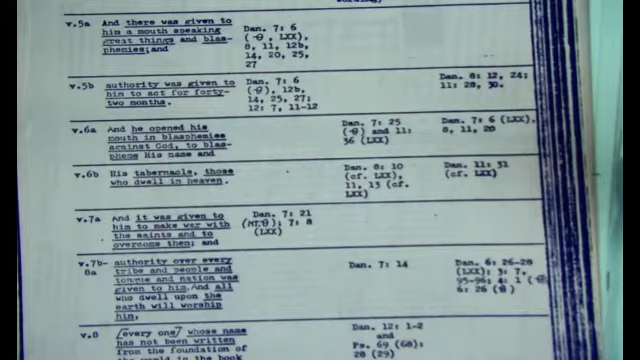 v.5a And there was given to Dan. 7: 6
him a mouth speaking (-θ, LXX),
great things and blas- 8, 11, 12b,
phemies; and 14, 20, 25,
27
v.5b authority was given to Dan. 7: 6 Dan. 8: 12, 24;
him to act for forty- (-θ), 12b, 11: 28, 30.
two months. 14, 25, 27;
12: 7, 11-12
v.6a And he opened his Dan. 7: 25 Dan. 7: 6 (LXX),
mouth in blasphemies (-θ) and 11: 8, 11, 20
against God, to blas- 36 (LXX)
pheme His name and
v.6b His tabernacle, those Dan. 8: 10 Dan. 11: 31
who dwell in heaven. (cf. LXX), (cf. LXX)
11, 13 (cf.
LXX)
v.7a And it was given to Dan. 7: 21
him to make war with (MT,θ); 7: 8
the saints and to (LXX)
overcome them; and
v.7b- authority over every Dan. 7: 14 Dan. 6: 26-28
8a tribe and people and (LXX); 3: 7,
tongue and nation was 95-96; 4: 1 (-θ)
given to him. And all 6: 26 (θ)
who dwell upon the
earth will worship
him,
v.8 [every one] whose name Dan. 12: 1-2
has not been written and
from the foundation of Ps. 69 (68):
the world in the book 28 (29)